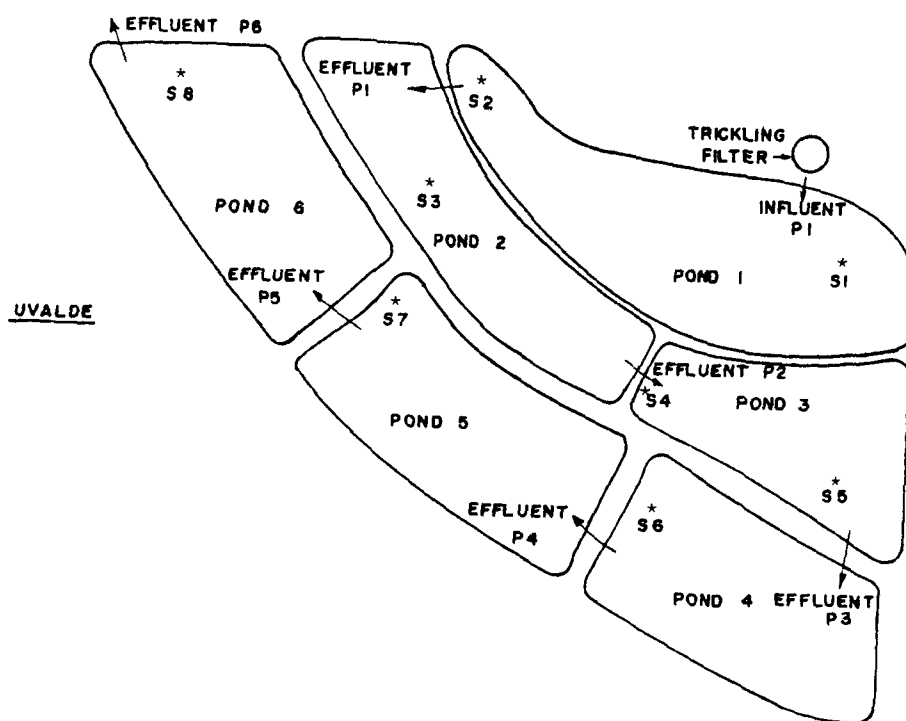 EFFLUENT P6
*
S8
EFFLUENT
P1
*
S2
TRICKLING
FILTER
INFLUENT
P1
*
S3
POND 6
POND 2
POND 1
*
S1
EFFLUENT
P5
*
S7
UVALDE
EFFLUENT P2
*
S4
POND 3
POND 5
*
S5
EFFLUENT
P4
*
S6
POND 4
EFFLUENT
P3